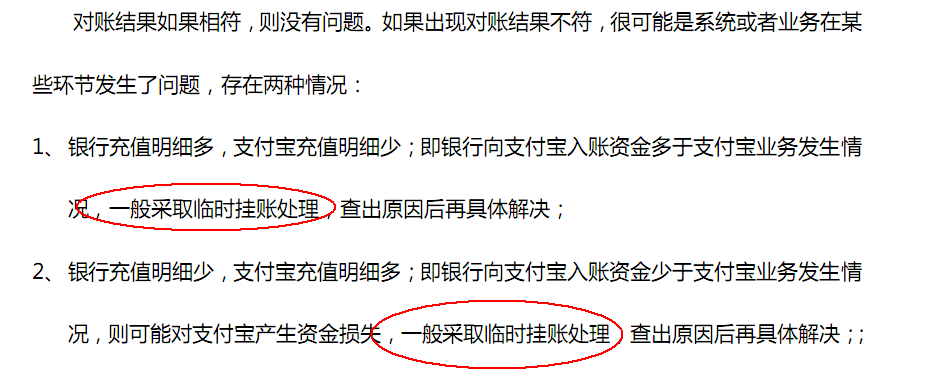 对账结果如果相符，则没有问题。如果出现对账结果不符，很可能是系统或者业务在某
些环节发生了问题，存在两种情况：
1、 银行充值明细多，支付宝充值明细少；即银行向支付宝入账资金多于支付宝业务发生情
况，一般采取临时挂账处理，查出原因后再具体解决；
2、 银行充值明细少，支付宝充值明细多；即银行向支付宝入账资金少于支付宝业务发生情
况，则可能对支付宝产生资金损失，一般采取临时挂账处理，查出原因后再具体解决；；